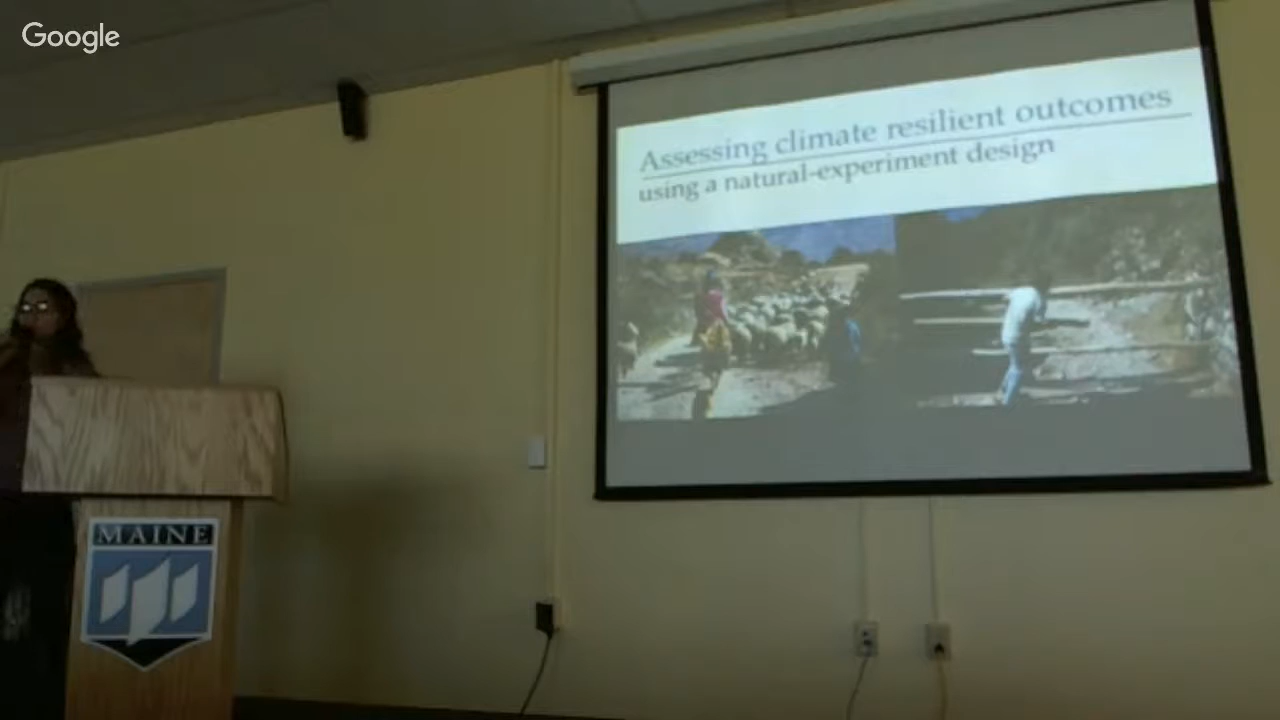 Google
Assessing climate resilient outcomes
using a natural-experiment design
MAINE